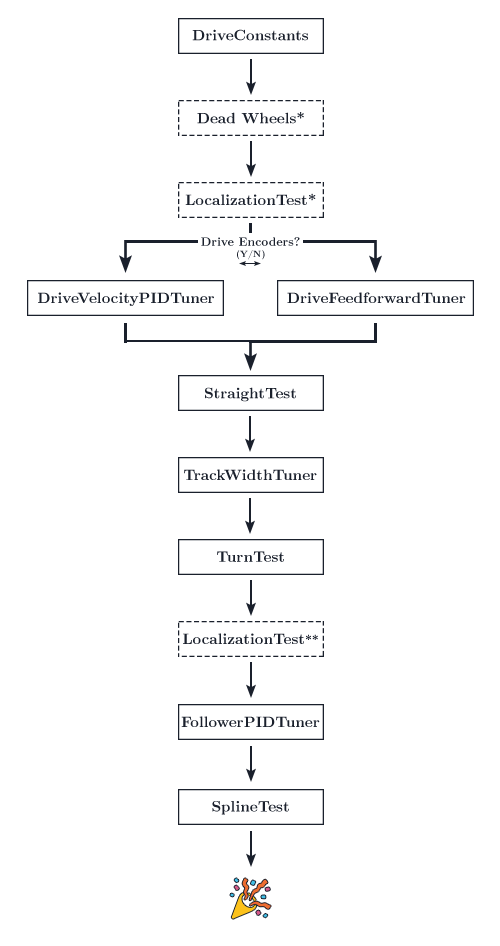 DriveConstants
Dead Wheels*
LocalizationTest*
Drive Encoders?
(Y/N)
DriveVelocityPIDTuner
DriveFeedforwardTuner
StraightTest
TrackWidthTuner
TurnTest
LocalizationTest**
FollowerPIDTuner
SplineTest